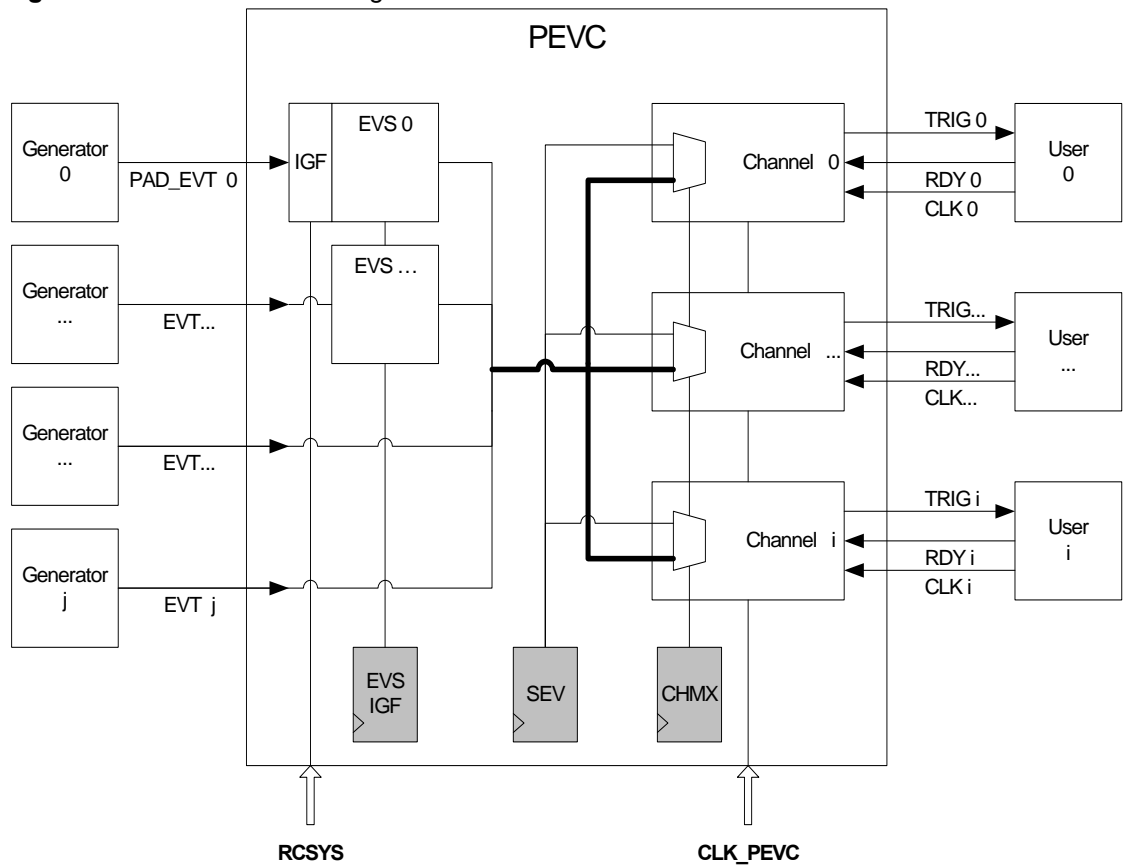 PEVC
Generator
0
PAD_EVT 0
IGF
EVS 0
Channel 0
TRIG 0
RDY 0
CLK 0
User
0
Generator
...
EVT...
EVS ...
Channel ...
TRIG...
RDY...
CLK...
User
...
Generator
...
EVT...
Generator
j
EVT j
Channel i
TRIG i
RDY i
CLK i
User
i
EVS
IGF
SEV
CHMX
RCSYS
CLK_PEVC